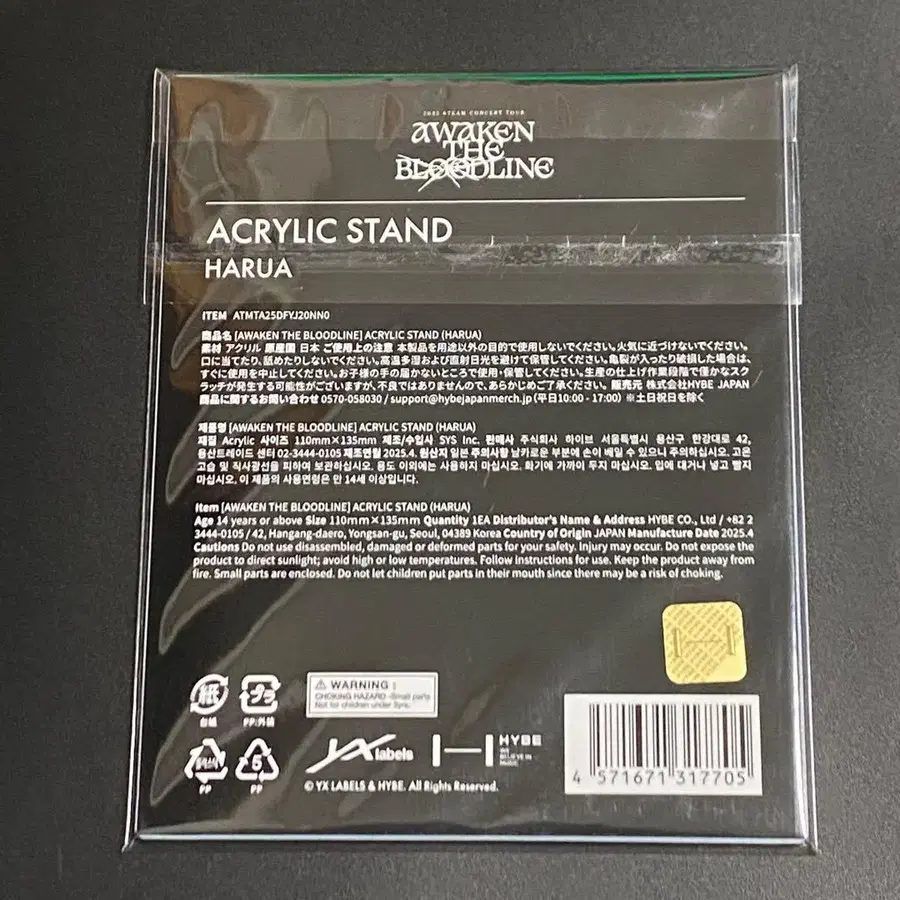 2025 &TEAM CONCERT TOUR
AWAKEN
THE
BLOODLINE
ACRYLIC STAND
HARUA
ITEM ATMTA25DFYJ20NN0
商品名 [AWAKEN THE BLOODLINE] ACRYLIC STAND (HARUA)
素材 アクリル 原産国 日本 ご使用上の注意 本製品を用途以外の目的で使用しないでください。火気に近づけないでください。
口に当てたり、舐めたりしないでください。高温多湿および直射日光を避けて保管してください。亀裂が入ったり破損した場合は、
すぐに使用を中止してください。お子様の手の届かないところで使用・保管してください。生産の仕上げ作業段階で僅かなスク
ラッチが発生する可能性がございますが、不良ではありませんので、あらかじめご了承ください。 販売元 株式会社HYBE JAPAN
商品に関するお問い合わせ 0570-058030 / support@hybejapanmerch.jp (平日10:00 - 17:00) ※土日祝日を除く
제품명 [AWAKEN THE BLOODLINE] ACRYLIC STAND (HARUA)
재질 Acrylic 사이즈 110mm×135mm 제조/수입사 SYS Inc. 판매사 주식회사 하이브 서울특별시 용산구 한강대로 42,
용산트레이드 센터 02-3444-0105 제조연월 2025.4. 원산지 일본 주의사항 날카로운 부분에 손이 베일 수 있으니 주의하십시오. 고온
고습 및 직사광선을 피하여 보관하십시오. 용도 이외에는 사용하지 마십시오. 화기에 가까이 두지 마십시오. 입에 대거나 넣고 빨지
마십시오. 이 제품의 사용연령은 만 14세 이상입니다.
Item [AWAKEN THE BLOODLINE] ACRYLIC STAND (HARUA)
Age 14 years or above Size 110mm×135mm Quantity 1EA Distributor's Name & Address HYBE CO., Ltd / +82 2
3444-0105 / 42, Hangang-daero, Yongsan-gu, Seoul, 04389 Korea Country of Origin JAPAN Manufacture Date 2025.4
Cautions Do not use disassembled, damaged or deformed parts for your safety. Injury may occur. Do not expose the
product to direct sunlight; avoid high or low temperatures. Follow instructions for use. Keep the product away from
fire. Small parts are enclosed. Do not let children put parts in their mouth since there may be a risk of choking.
紙
台紙
プラ
PP:外装
PP
5
PP
WARNING :
CHOKING HAZARD -Small parts
Not for children under 3yrs.
YX labels
HYBE
WE
BELIEVE IN
MUSIC
© YX LABELS & HYBE. All Rights Reserved.
4 571671 317705